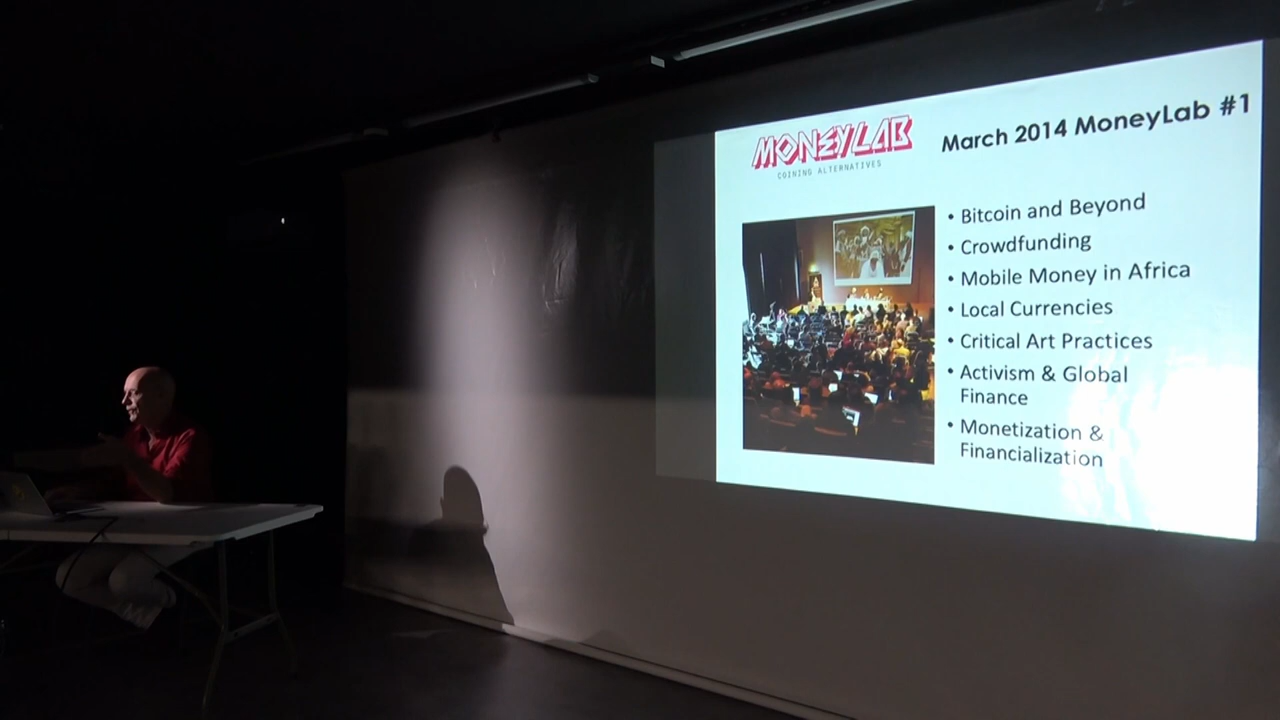 MONEYLAB
COINING ALTERNATIVES
March 2014 MoneyLab #1
• Bitcoin and Beyond
• Crowdfunding
• Mobile Money in Africa
• Local Currencies
• Critical Art Practices
• Activism & Global
Finance
• Monetization &
Financialization